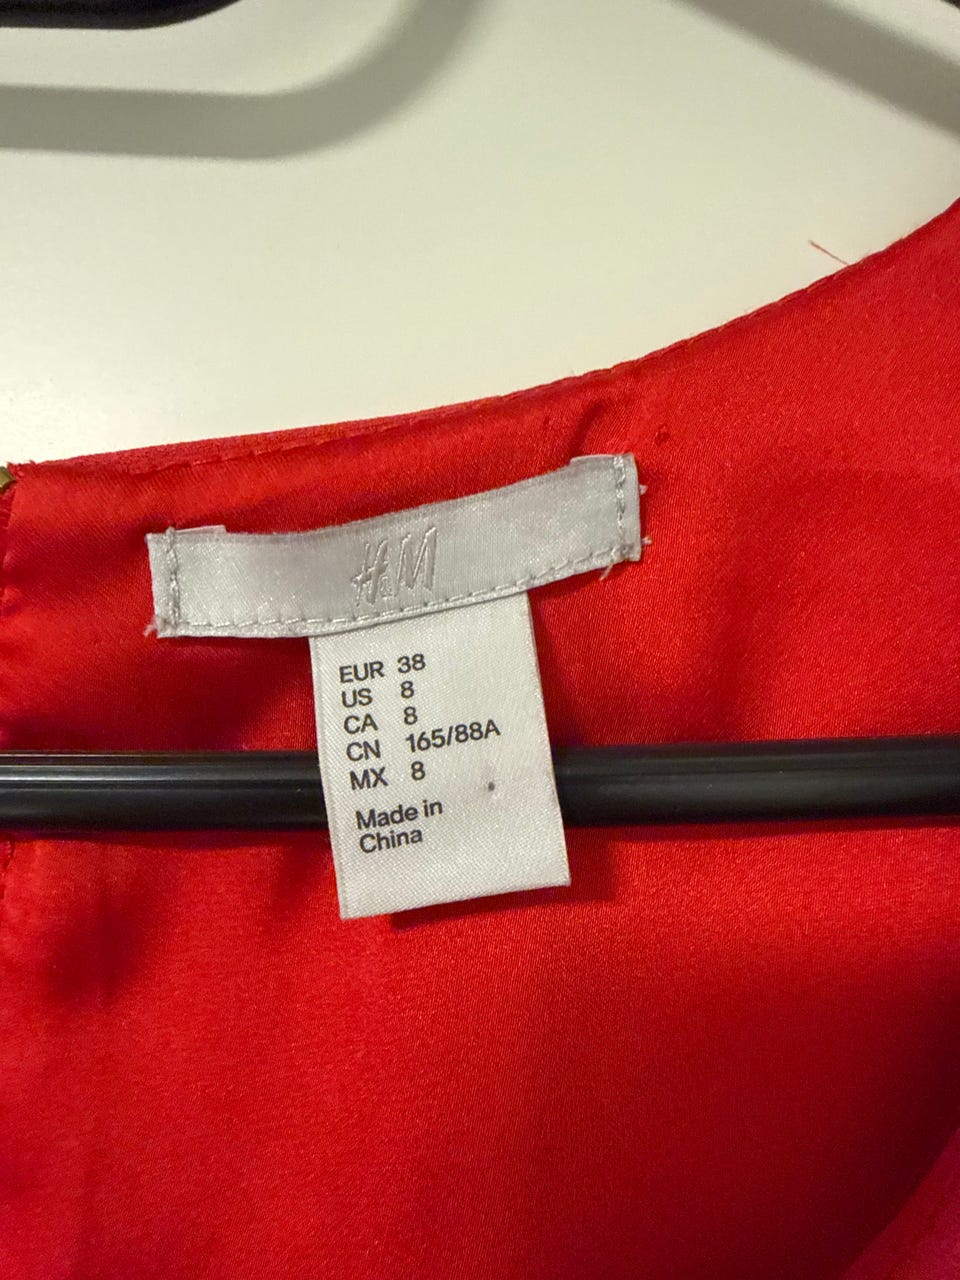 H&M
EUR 38
US 8
CA 8
CN 165/88A
MX 8
Made in
China